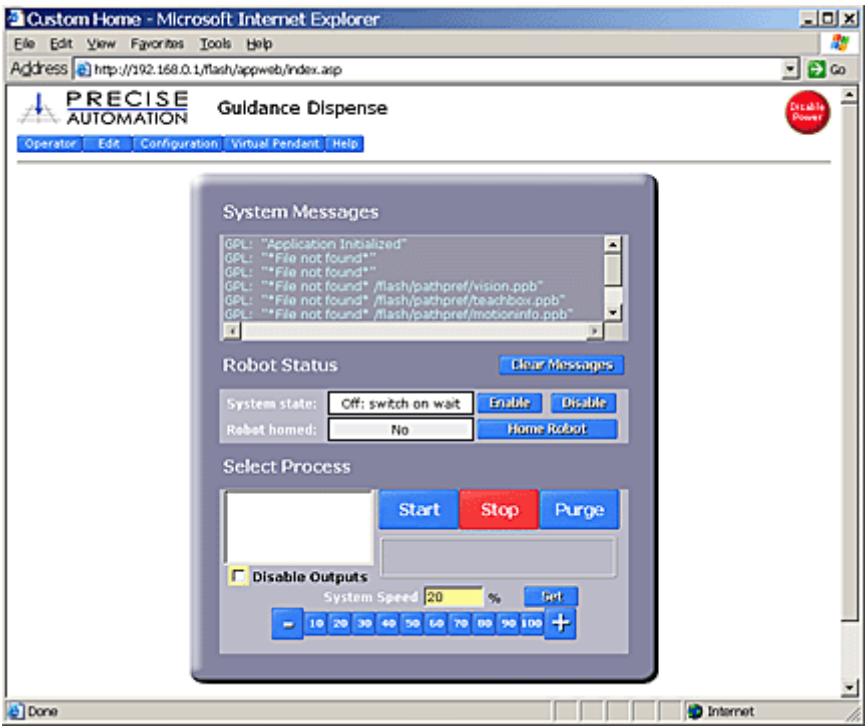 Custom Home - Microsoft Internet Explorer
File Edit View Favorites Tools Help
Address http://192.168.0.1/flash/appweb/index.asp Go
PRECISE AUTOMATION Guidance Dispense Disable Power
Operator Edit Configuration Virtual Pendant Help
System Messages
GPL: "Application Initialized"
GPL: "*File not found*"
GPL: "*File not found*"
GPL: "*File not found* /flash/pathpref/vision.ppb"
GPL: "*File not found* /flash/pathpref/teachbox.ppb"
GPL: "*File not found* /flash/pathpref/motioninfo.ppb"
Robot Status Clear Messages
System state: Off: switch on wait Enable Disable
Robot homed: No Home Robot
Select Process
Start Stop Purge
Disable Outputs
System Speed 20 % Set
- 10 20 30 40 50 60 70 80 90 100 +
Done Internet